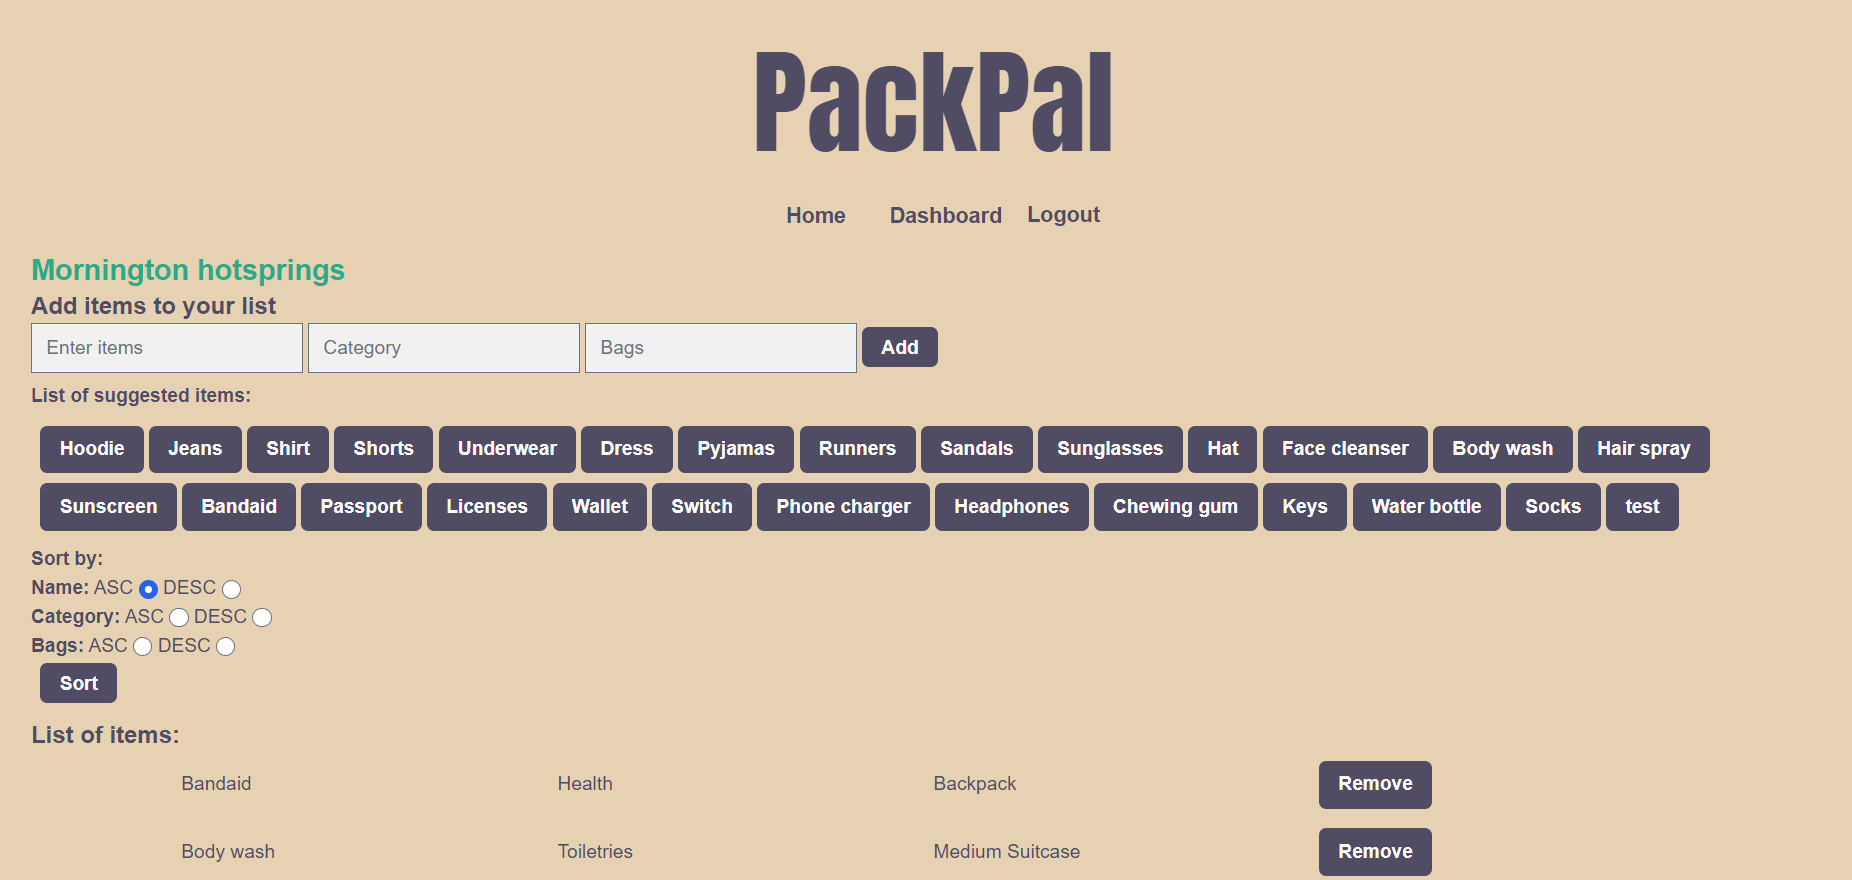 PackPal
Home Dashboard Logout
Mornington hotsprings
Add items to your list
Enter items Category Bags Add
List of suggested items:
Hoodie Jeans Shirt Shorts Underwear Dress Pyjamas Runners Sandals Sunglasses Hat Face cleanser Body wash Hair spray
Sunscreen Bandaid Passport Licenses Wallet Switch Phone charger Headphones Chewing gum Keys Water bottle Socks test
Sort by:
Name: ASC DESC
Category: ASC DESC
Bags: ASC DESC
Sort
List of items:
Bandaid Health Backpack Remove
Body wash Toiletries Medium Suitcase Remove